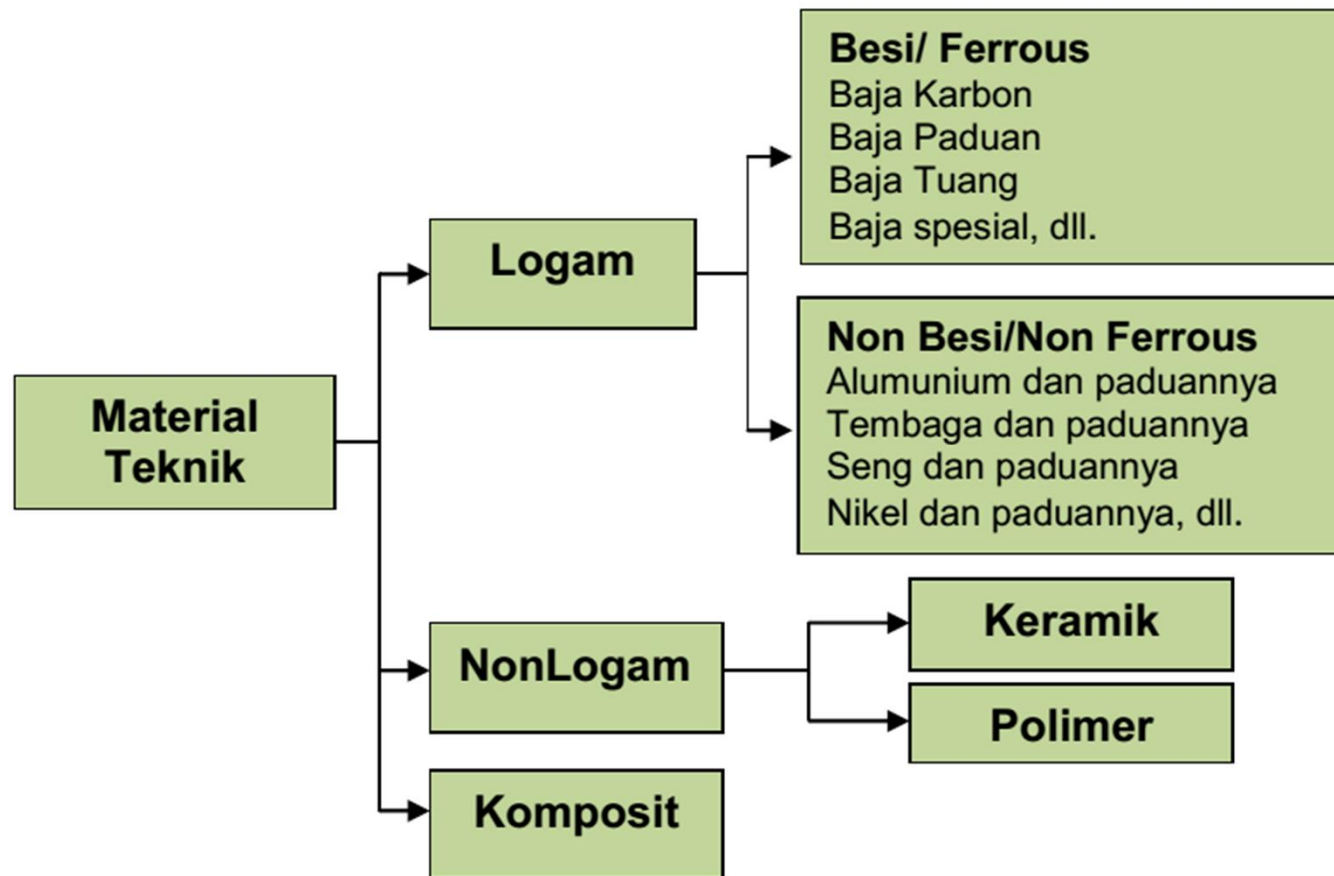 Material
Teknik
Logam
Besi/ Ferrous
Baja Karbon
Baja Paduan
Baja Tuang
Baja spesial, dll.
Non Besi/Non Ferrous
Alumunium dan paduannya
Tembaga dan paduannya
Seng dan paduannya
Nikel dan paduannya, dll.
NonLogam
Keramik
Polimer
Komposit